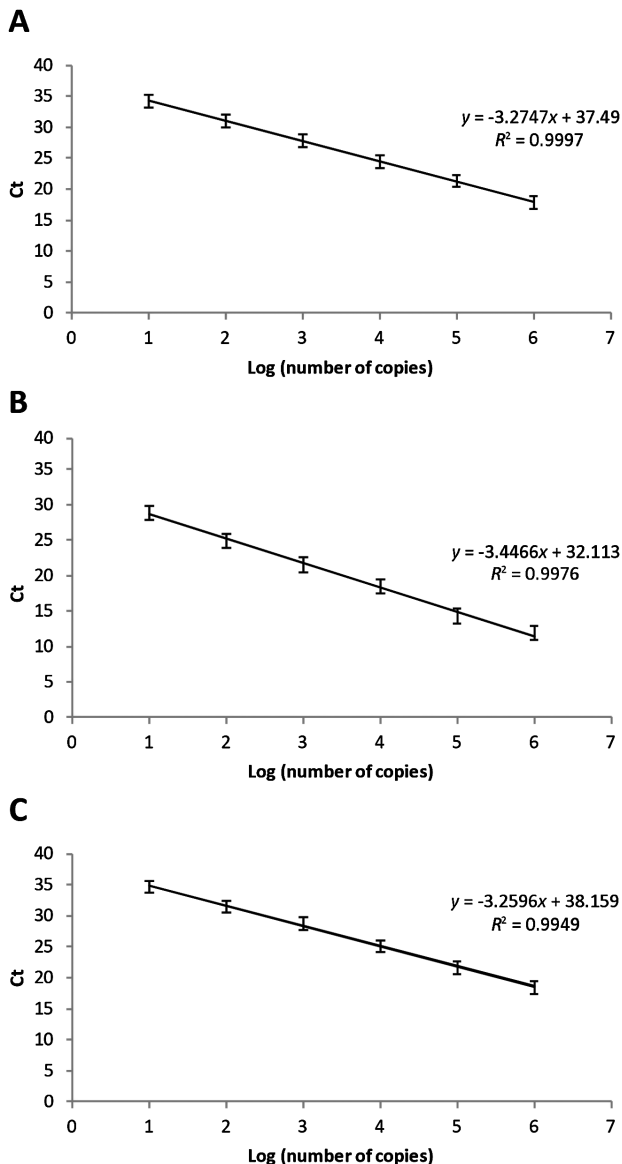 A
40
35
30
25
20
15
10
5
0
Ct
y = -3.2747x + 37.49
R² = 0.9997
0 1 2 3 4 5 6 7
Log (number of copies)
B
40
35
30
25
20
15
10
5
0
Ct
y = -3.4466x + 32.113
R² = 0.9976
0 1 2 3 4 5 6 7
Log (number of copies)
C
40
35
30
25
20
15
10
5
0
Ct
y = -3.2596x + 38.159
R² = 0.9949
0 1 2 3 4 5 6 7
Log (number of copies)